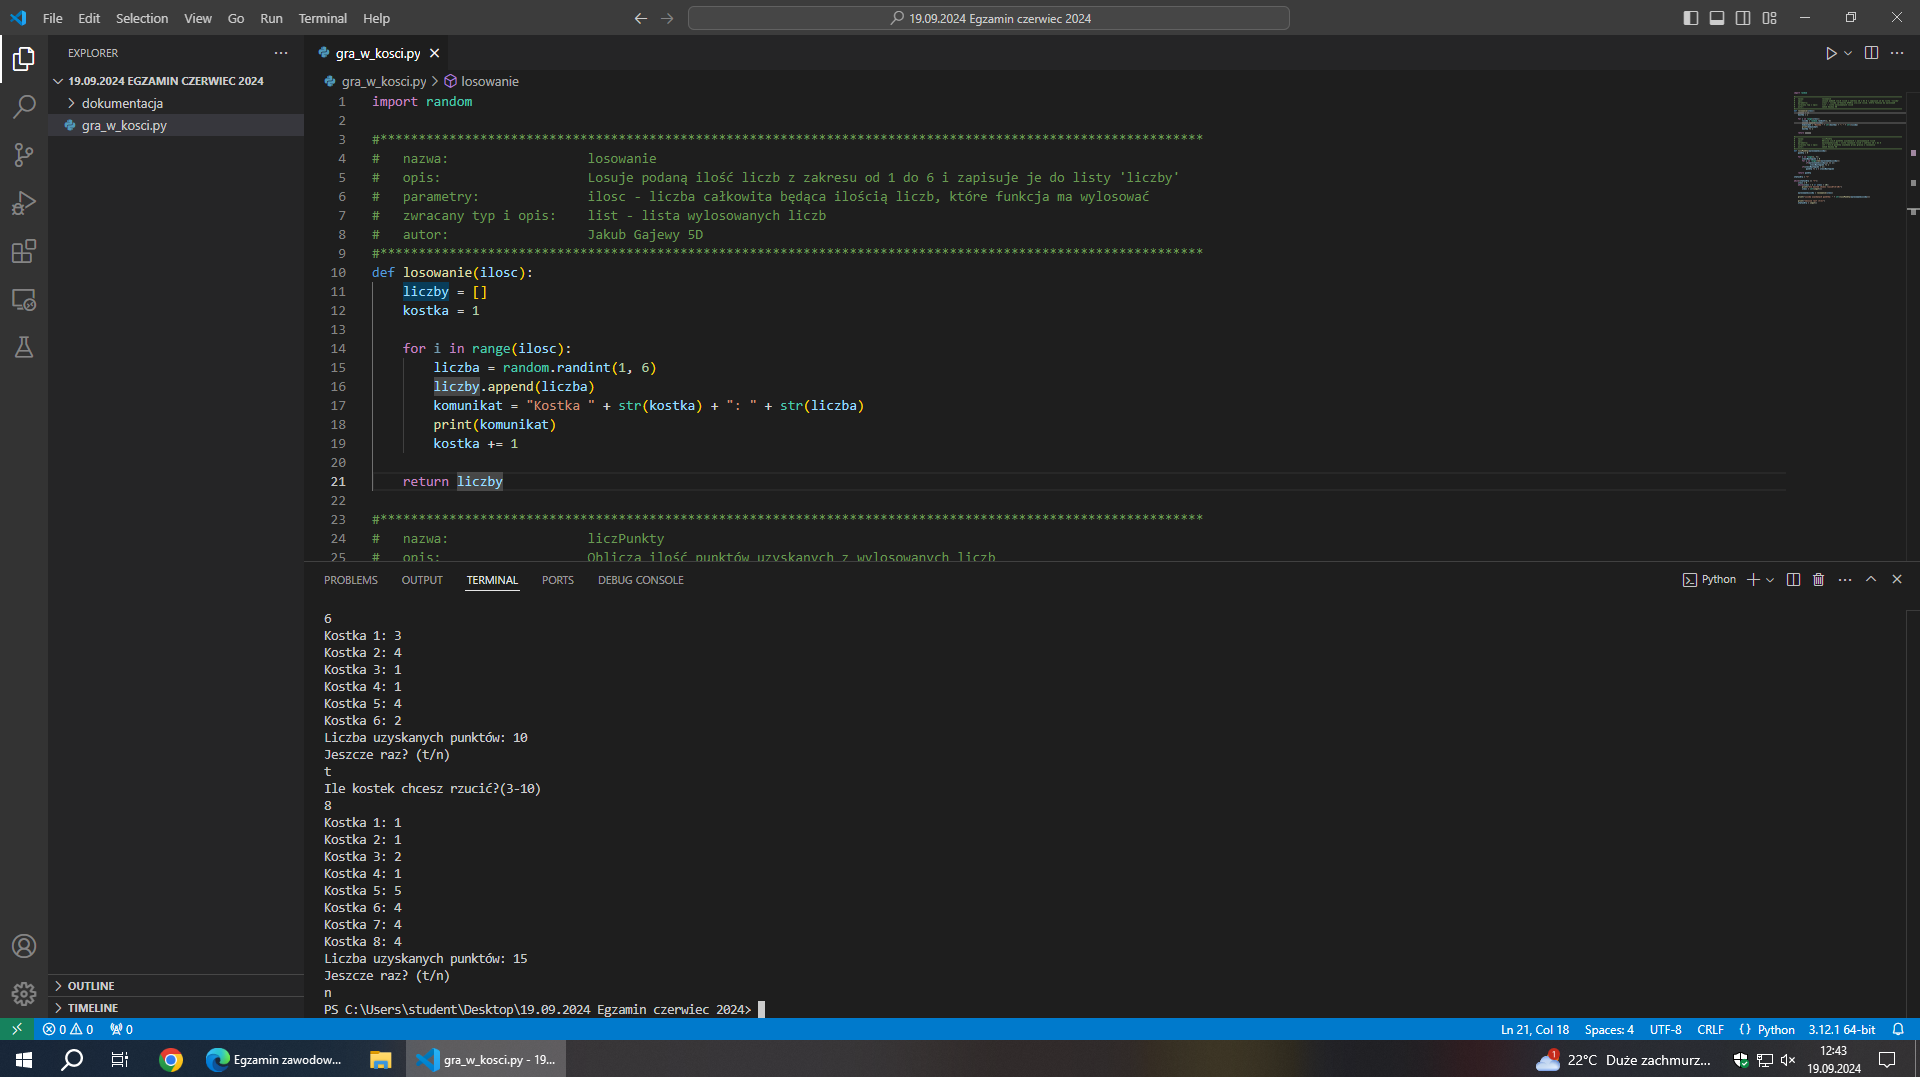 File Edit Selection View Go Run Terminal Help
19.09.2024 Egzamin czerwiec 2024
EXPLORER
19.09.2024 EGZAMIN CZERWIEC 2024
dokumentacja
gra_w_kosci.py
OUTLINE
TIMELINE
gra_w_kosci.py
gra_w_kosci.py > losowanie
1 import random
2
3 #***********************************************************************************************************
4 # nazwa: losowanie
5 # opis: Losuje podaną ilość liczb z zakresu od 1 do 6 i zapisuje je do listy 'liczby'
6 # parametry: ilosc - liczba całkowita będąca ilością liczb, które funkcja ma wylosować
7 # zwracany typ i opis: list - lista wylosowanych liczb
8 # autor: Jakub Gajewy 5D
9 #***********************************************************************************************************
10 def losowanie(ilosc):
11 liczby = []
12 kostka = 1
13
14 for i in range(ilosc):
15 liczba = random.randint(1, 6)
16 liczby.append(liczba)
17 komunikat = "Kostka " + str(kostka) + ": " + str(liczba)
18 print(komunikat)
19 kostka += 1
20
21 return liczby
22
23 #***********************************************************************************************************
24 # nazwa: liczPunkty
25 # opis: Oblicza ilość punktów uzyskanych z wylosowanych liczb
PROBLEMS OUTPUT TERMINAL PORTS DEBUG CONSOLE
Python
6
Kostka 1: 3
Kostka 2: 4
Kostka 3: 1
Kostka 4: 1
Kostka 5: 4
Kostka 6: 2
Liczba uzyskanych punktów: 10
Jeszcze raz? (t/n)
t
Ile kostek chcesz rzucić?(3-10)
8
Kostka 1: 1
Kostka 2: 1
Kostka 3: 2
Kostka 4: 1
Kostka 5: 5
Kostka 6: 4
Kostka 7: 4
Kostka 8: 4
Liczba uzyskanych punktów: 15
Jeszcze raz? (t/n)
n
PS C:\Users\student\Desktop\19.09.2024 Egzamin czerwiec 2024>
0 0 0
Ln 21, Col 18 Spaces: 4 UTF-8 CRLF {} Python 3.12.1 64-bit
Egzamin zawodow...
gra_w_kosci.py - 19...
1
22°C Duże zachmurz...
12:43
19.09.2024